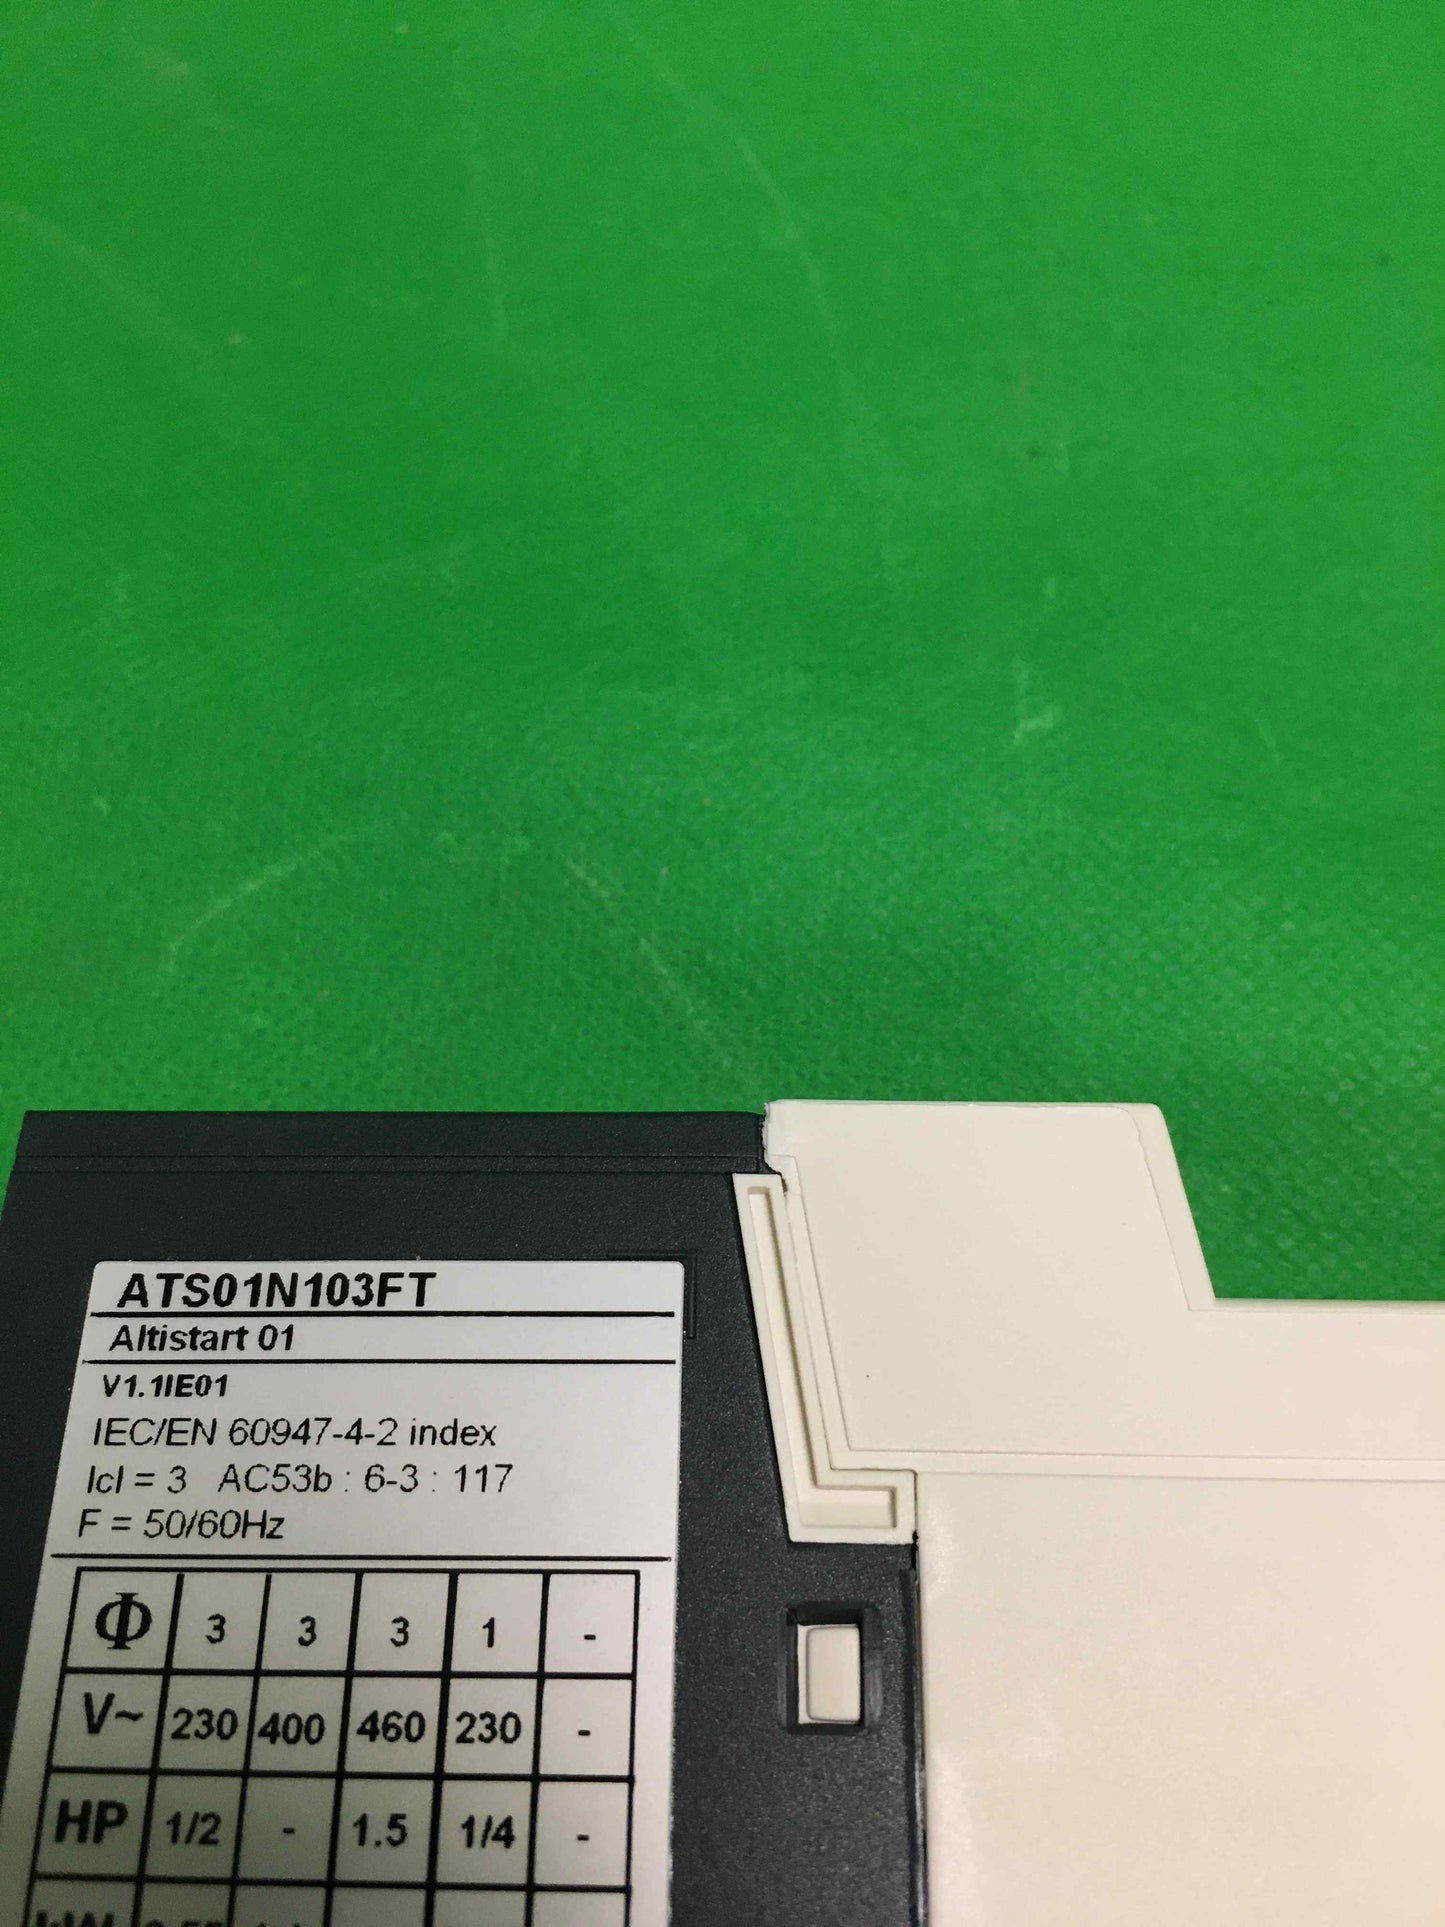 ATS01N103FT
Altistart 01
V1.1IE01
IEC/EN 60947-4-2 index
Icl = 3 AC53b : 6-3 : 117
F = 50/60Hz
Φ 3 3 3 1 -
V~ 230 400 460 230 -
HP 1/2 - 1.5 1/4 -